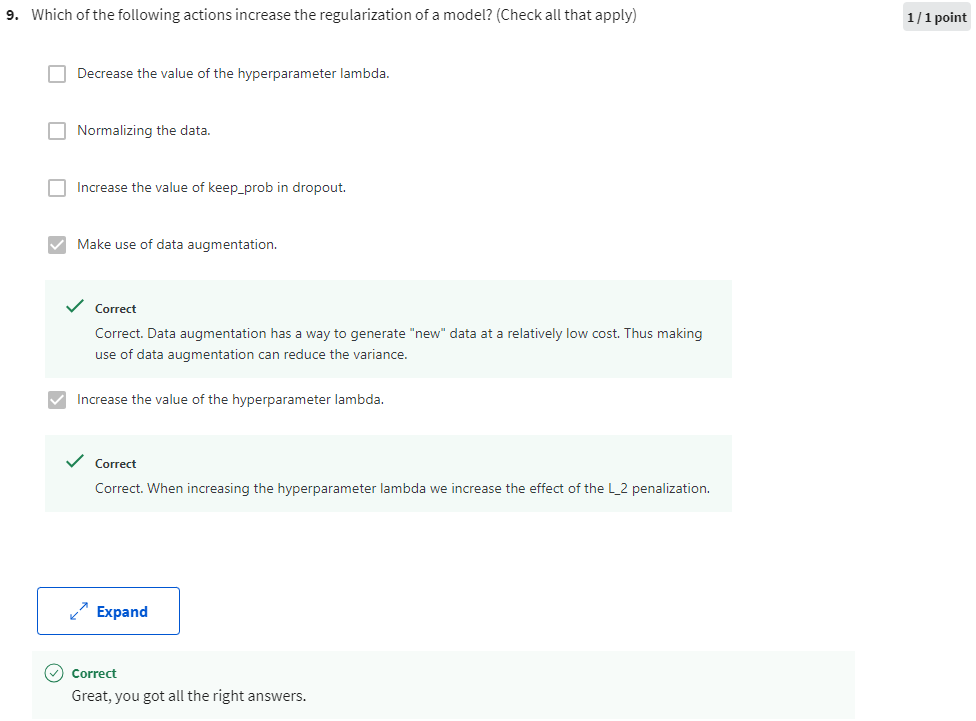 9. Which of the following actions increase the regularization of a model? (Check all that apply)
1 / 1 point
Decrease the value of the hyperparameter lambda.
Normalizing the data.
Increase the value of keep_prob in dropout.
Make use of data augmentation.
Correct
Correct. Data augmentation has a way to generate "new" data at a relatively low cost. Thus making
use of data augmentation can reduce the variance.
Increase the value of the hyperparameter lambda.
Correct
Correct. When increasing the hyperparameter lambda we increase the effect of the L_2 penalization.
Expand
Correct
Great, you got all the right answers.